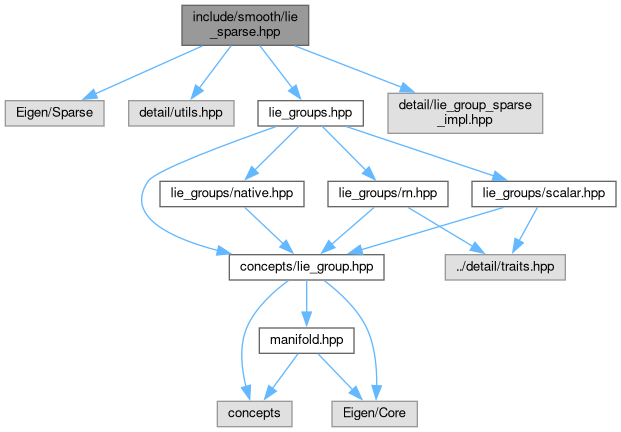 include/smooth/lie
_sparse.hpp
Eigen/Sparse
detail/utils.hpp
lie_groups.hpp
detail/lie_group_sparse
_impl.hpp
lie_groups/native.hpp
lie_groups/rn.hpp
lie_groups/scalar.hpp
concepts/lie_group.hpp
../detail/traits.hpp
manifold.hpp
concepts
Eigen/Core